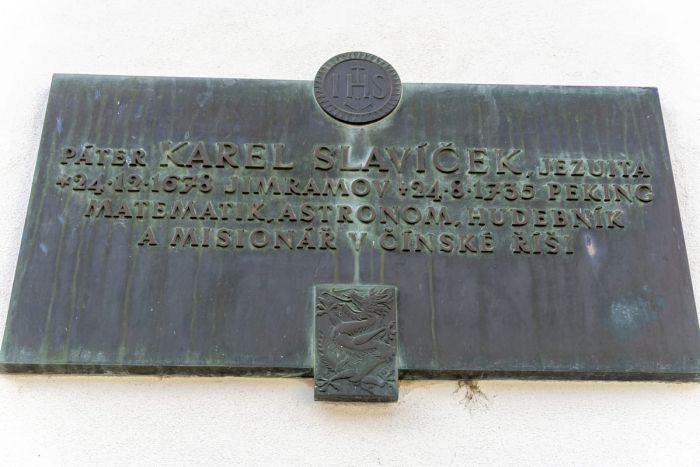 IHS
PÁTER KAREL SLAVÍČEK, JEZUITA
+24·12·1678 JIMRAMOV +24·8·1735 PEKING
MATEMATIK, ASTRONOM, HUDEBNÍK
A MISIONÁŘ V ČÍNSKÉ ŘÍŠI